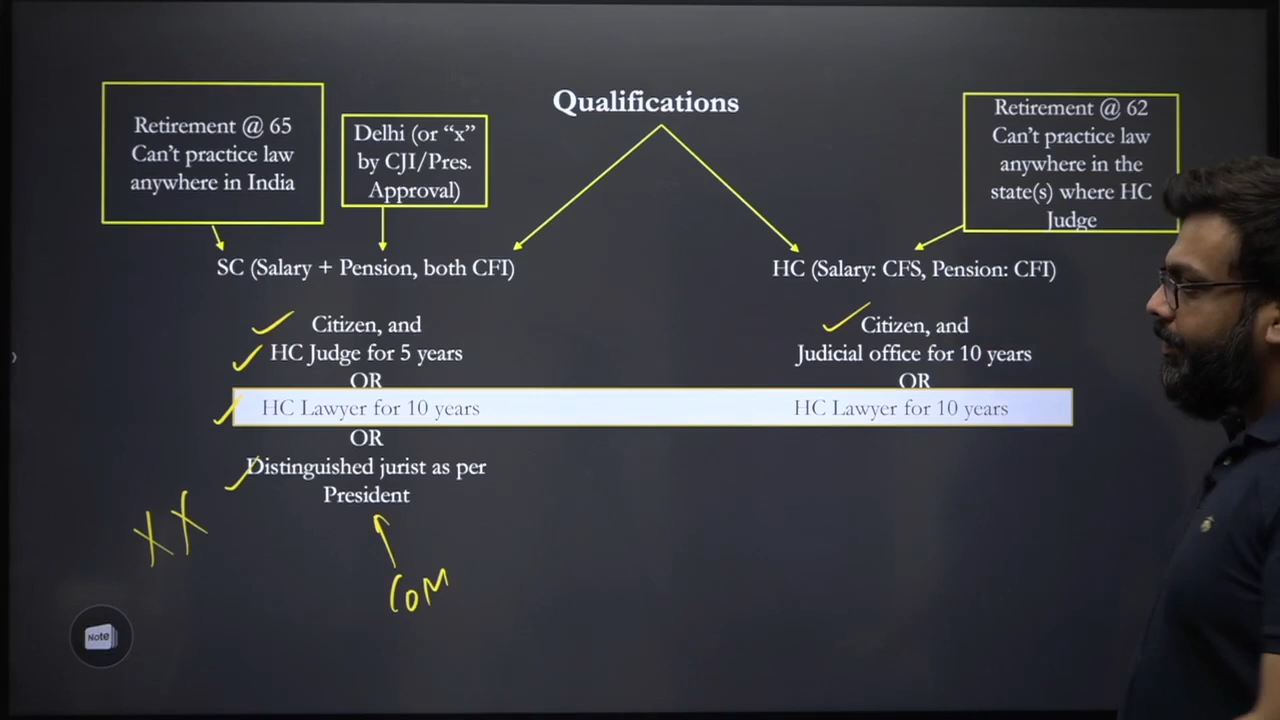 Qualifications
Retirement @ 65
Can't practice law
anywhere in India
Delhi (or "x"
by CJI/Pres.
Approval)
Retirement @ 62
Can't practice law
anywhere in the
state(s) where HC
Judge
SC (Salary + Pension, both CFI)
Citizen, and
HC Judge for 5 years
OR
HC Lawyer for 10 years
OR
Distinguished jurist as per
President
XX
COM
HC (Salary: CFS, Pension: CFI)
Citizen, and
Judicial office for 10 years
OR
HC Lawyer for 10 years
Note